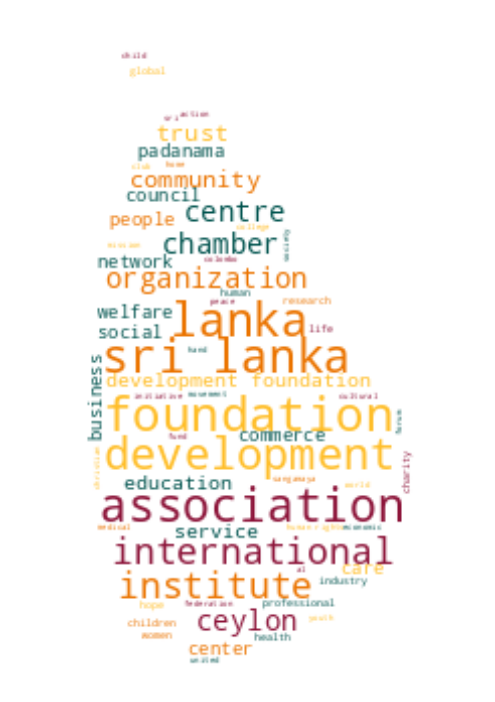 child
global
sri action
trust
padanama
club home
community
council
centre
people
college
mission
chamber
society
network
colombo
organization
human
peace research
welfare
lanka
social
life
hand
sri lanka
business
development foundation
initiative movement cultural
foundation
forum
fund
commerce
development
christian
charity
education
sangamaya
world
association
medical
human rights economic
service
international
al
care
industry
institute
hope federation professional
ceylon
youth
children
women
health
center
united